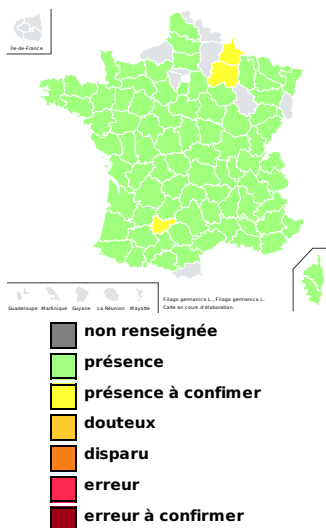 Île-de-France
Filago germanica L., Filago germanica L.
Carte en cours d'élaboration.
Guadeloupe Martinique Guyane La Réunion Mayotte
non renseignée
présence
présence à confimer
douteux
disparu
erreur
erreur à confirmer